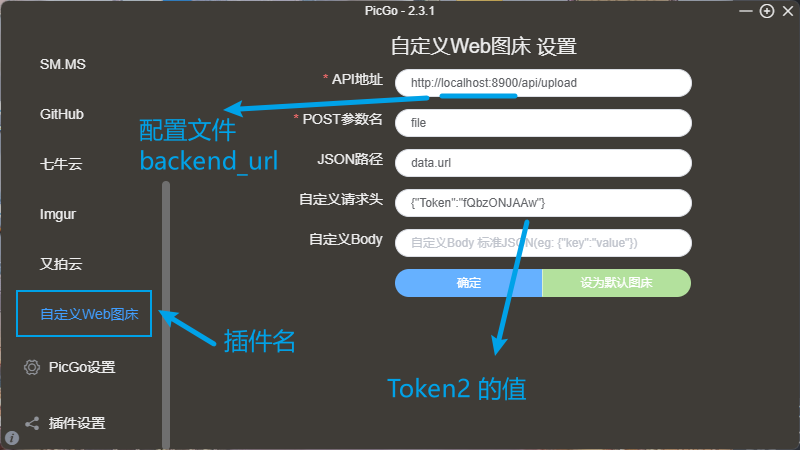 PicGo - 2.3.1
SM.MS
GitHub
七牛云
Imgur
又拍云
自定义Web图床
PicGo设置
插件设置
自定义Web图床 设置
* API地址 http://localhost:8900/api/upload
* POST参数名 file
JSON路径 data.url
自定义请求头 {"Token":"fQbzONJAAw"}
自定义Body 自定义Body 标准JSON(eg: {"key":"value"})
确定 设为默认图床
配置文件
backend_url
插件名
Token2 的值